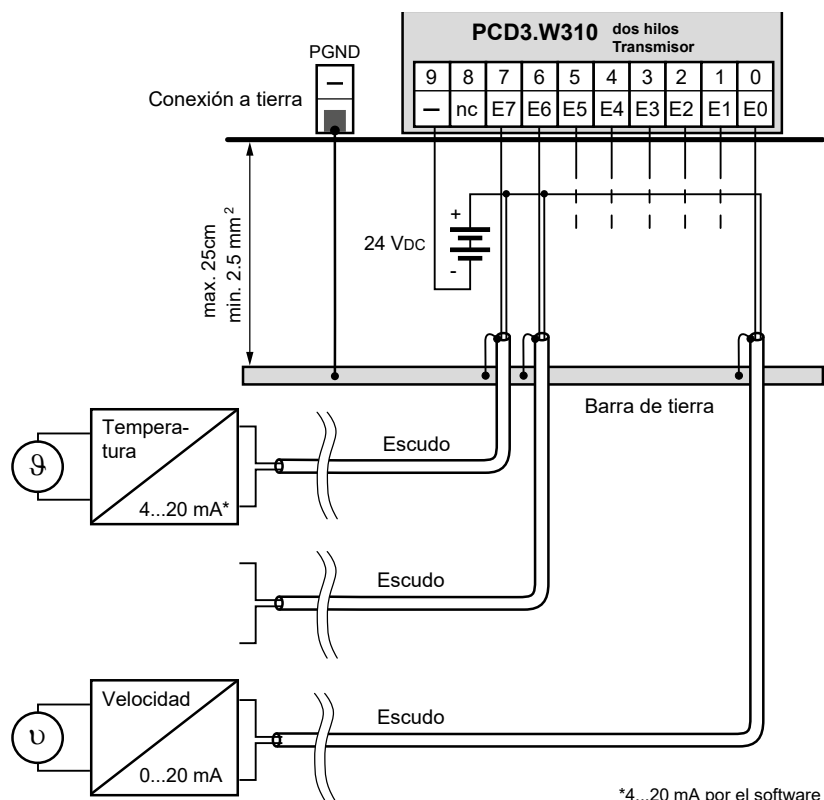 PCD3.W310 dos hilos
Transmisor
PGND
–
Conexión a tierra
9 8 7 6 5 4 3 2 1 0
– nc E7 E6 E5 E4 E3 E2 E1 E0
max. 25cm
min. 2.5 mm²
+
24 VDC
-
Barra de tierra
Tempera-
tura
ϑ
4...20 mA*
Escudo
Escudo
Velocidad
υ
0...20 mA
Escudo
*4...20 mA por el software